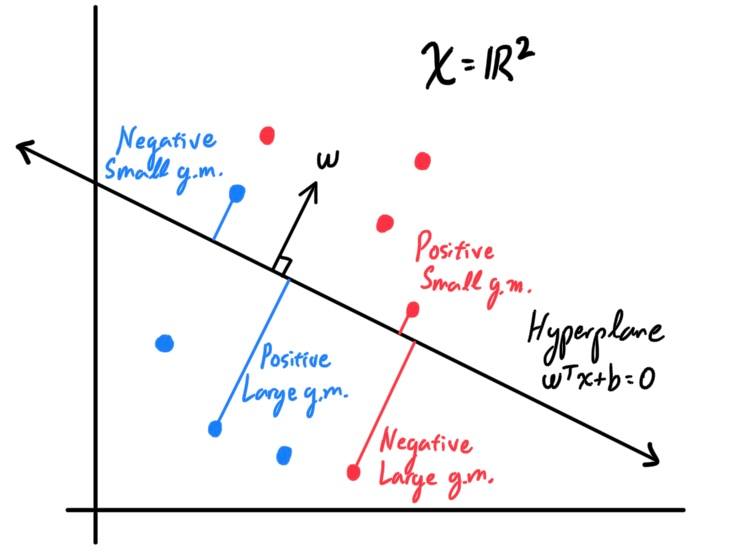 𝒳 = ℝ²
Negative
Small g.m.
w
Positive
Small g.m.
Hyperplane
wᵀx+b=0
Positive
Large g.m.
Negative
Large g.m.